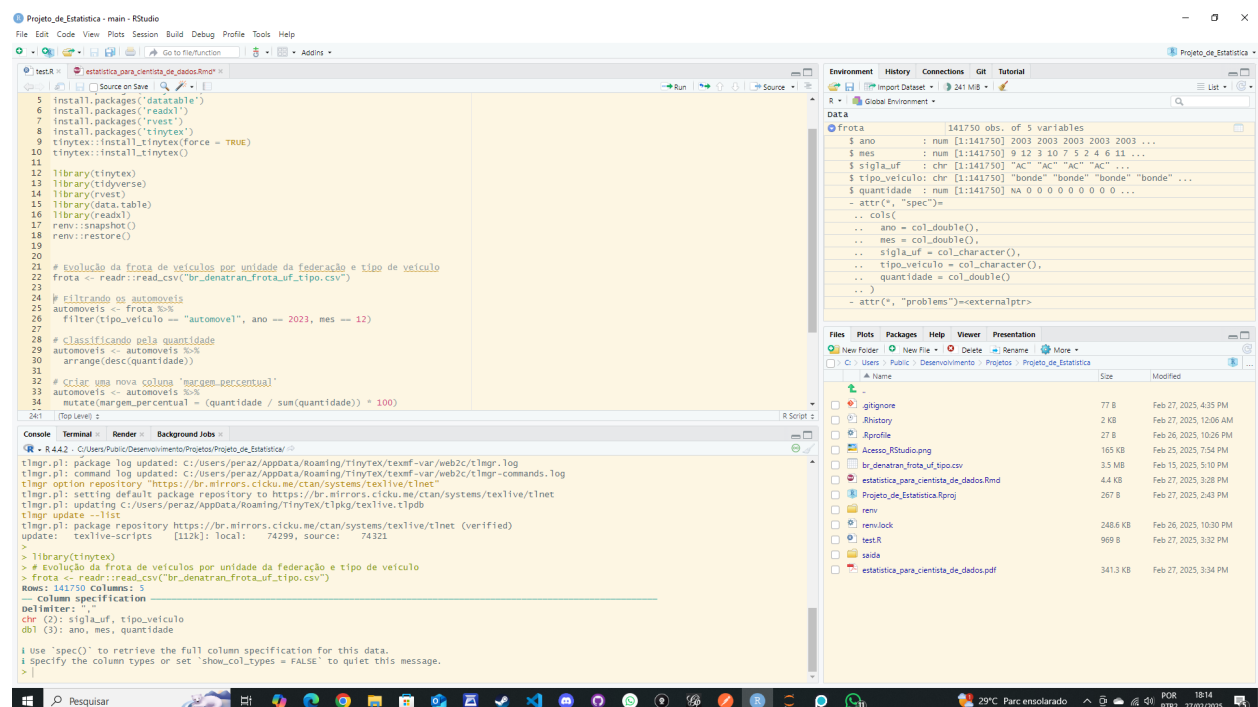 Projeto_de_Estatistica - main - RStudio
File Edit Code View Plots Session Build Debug Profile Tools Help
Go to file/function Addins Projeto_de_Estatistica
test.R estatistica_para_cientista_de_dados.Rmd*
Source on Save Run Source
5 install.packages('datatable')
6 install.packages('readxl')
7 install.packages('rvest')
8 install.packages('tinytex')
9 tinytex::install_tinytex(force = TRUE)
10 tinytex::install_tinytex()
11
12 library(tinytex)
13 library(tidyverse)
14 library(rvest)
15 library(data.table)
16 library(readxl)
17 renv::snapshot()
18 renv::restore()
19
20
21 # Evolução da frota de veículos por unidade da federação e tipo de veículo
22 frota <- readr::read_csv("br_denatran_frota_uf_tipo.csv")
23
24 # Filtrando os automoveis
25 automoveis <- frota %>%
26 filter(tipo_veiculo == "automovel", ano == 2023, mes == 12)
27
28 # Classificando pela quantidade
29 automoveis <- automoveis %>%
30 arrange(desc(quantidade))
31
32 # Criar uma nova coluna 'margem_percentual'
33 automoveis <- automoveis %>%
34 mutate(margem_percentual = (quantidade / sum(quantidade)) * 100)
24:1 (Top Level) R Script
Console Terminal Render Background Jobs
R 4.4.2 · C:/Users/Public/Desenvolvimento/Projetos/Projeto_de_Estatistica/
tlmgr.pl: package log updated: C:/Users/peraz/AppData/Roaming/TinyTeX/texmf-var/web2c/tlmgr.log
tlmgr.pl: command log updated: C:/Users/peraz/AppData/Roaming/TinyTeX/texmf-var/web2c/tlmgr-commands.log
tlmgr option repository "https://br.mirrors.cicku.me/ctan/systems/texlive/tlnet"
tlmgr.pl: setting default package repository to https://br.mirrors.cicku.me/ctan/systems/texlive/tlnet
tlmgr.pl: updating C:/Users/peraz/AppData/Roaming/TinyTeX/tlpkg/texlive.tlpdb
tlmgr update --list
tlmgr.pl: package repository https://br.mirrors.cicku.me/ctan/systems/texlive/tlnet (verified)
update: texlive-scripts [112k]: local: 74299, source: 74321
>
> library(tinytex)
> # Evolução da frota de veículos por unidade da federação e tipo de veículo
> frota <- readr::read_csv("br_denatran_frota_uf_tipo.csv")
Rows: 141750 Columns: 5
── Column specification ──
Delimiter: ","
chr (2): sigla_uf, tipo_veiculo
dbl (3): ano, mes, quantidade
ℹ Use `spec()` to retrieve the full column specification for this data.
ℹ Specify the column types or set `show_col_types = FALSE` to quiet this message.
>
Environment History Connections Git Tutorial
Import Dataset 241 MiB List
R Global Environment
Data
frota 141750 obs. of 5 variables
$ ano : num [1:141750] 2003 2003 2003 2003 2003 ...
$ mes : num [1:141750] 9 12 3 10 7 5 2 4 6 11 ...
$ sigla_uf : chr [1:141750] "AC" "AC" "AC" "AC" ...
$ tipo_veiculo: chr [1:141750] "bonde" "bonde" "bonde" "bonde" ...
$ quantidade : num [1:141750] NA 0 0 0 0 0 0 0 0 0 ...
- attr(*, "spec")=
.. cols(
.. ano = col_double(),
.. mes = col_double(),
.. sigla_uf = col_character(),
.. tipo_veiculo = col_character(),
.. quantidade = col_double()
.. )
- attr(*, "problems")=<externalptr>
Files Plots Packages Help Viewer Presentation
New Folder New File Delete Rename More
C: Users Public Desenvolvimento Projetos Projeto_de_Estatistica
Name Size Modified
..
.gitignore 77 B Feb 27, 2025, 4:35 PM
.Rhistory 2 KB Feb 27, 2025, 12:06 AM
.Rprofile 27 B Feb 26, 2025, 10:26 PM
Acesso_RStudio.png 165 KB Feb 25, 2025, 7:54 PM
br_denatran_frota_uf_tipo.csv 3.5 MB Feb 15, 2025, 5:10 PM
estatistica_para_cientista_de_dados.Rmd 4.4 KB Feb 27, 2025, 3:28 PM
Projeto_de_Estatistica.Rproj 267 B Feb 27, 2025, 2:43 PM
renv
renv.lock 248.6 KB Feb 26, 2025, 10:30 PM
test.R 969 B Feb 27, 2025, 3:32 PM
saida
estatistica_para_cientista_de_dados.pdf 341.3 KB Feb 27, 2025, 3:34 PM
Pesquisar 29°C Parc ensolarado POR 18:14
PTB2 27/02/2025